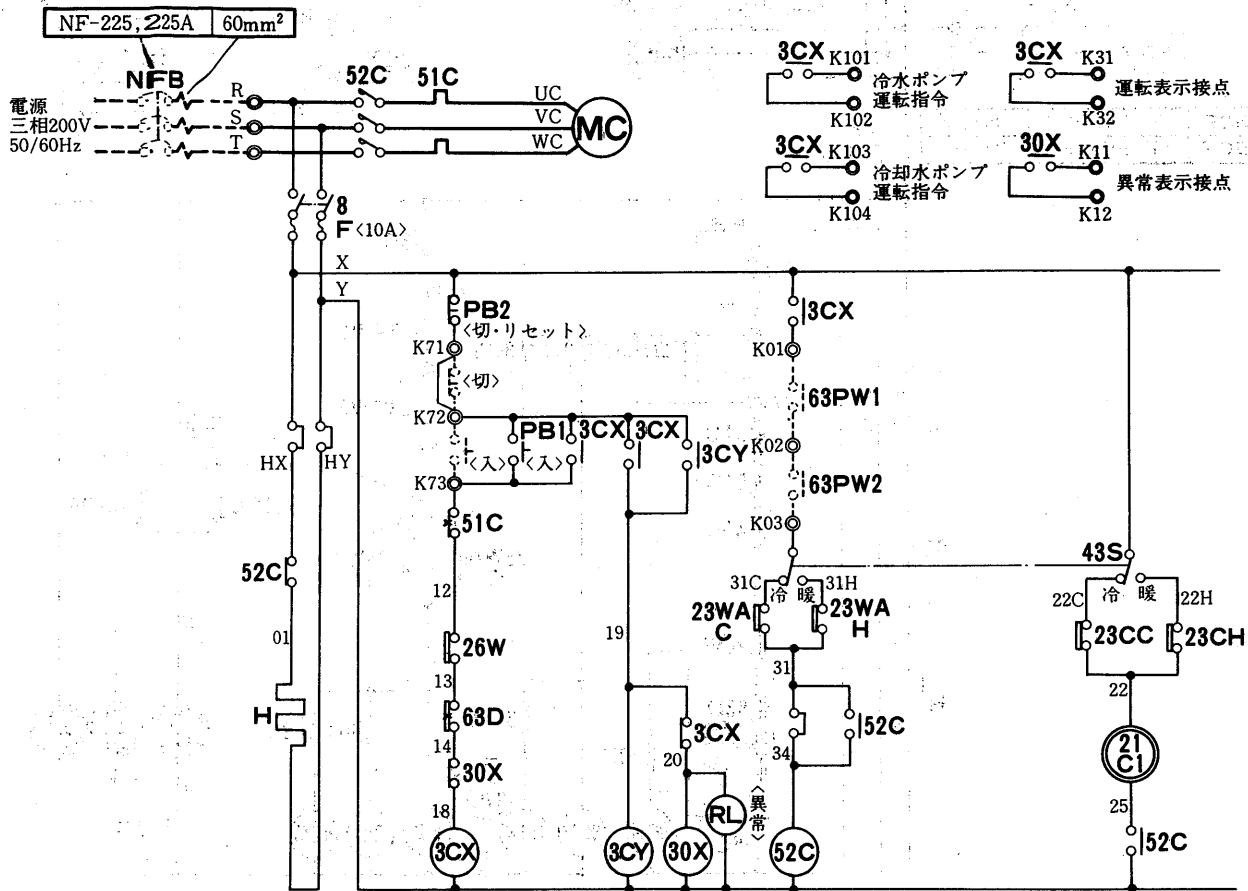 NF-225, 225A 60mm²
NFB
電源
三相200V
50/60Hz
R
S
T
52C
51C
UC
VC
WC
MC
3CX K101
冷水ポンプ
運転指令
K102
3CX K31
運転表示接点
K32
3CX K103
冷却水ポンプ
運転指令
K104
30X K11
異常表示接点
K12
8
F〈10A〉
X
Y
PB2
〈切・リセット〉
K71
〈切〉
K72
〈入〉
PB1
〈入〉
3CX
3CX
3CY
K73
51C
12
26W
13
63D
14
30X
18
3CX
HX
HY
52C
01
H
19
3CX
20
RL
〈異常〉
3CY
30X
3CX
K01
63PW1
K02
63PW2
K03
31C
冷 暖
31H
23WA
C
23WA
H
31
52C
34
52C
43S
冷 暖
22C
22H
23CC
23CH
22
21
C1
25
52C